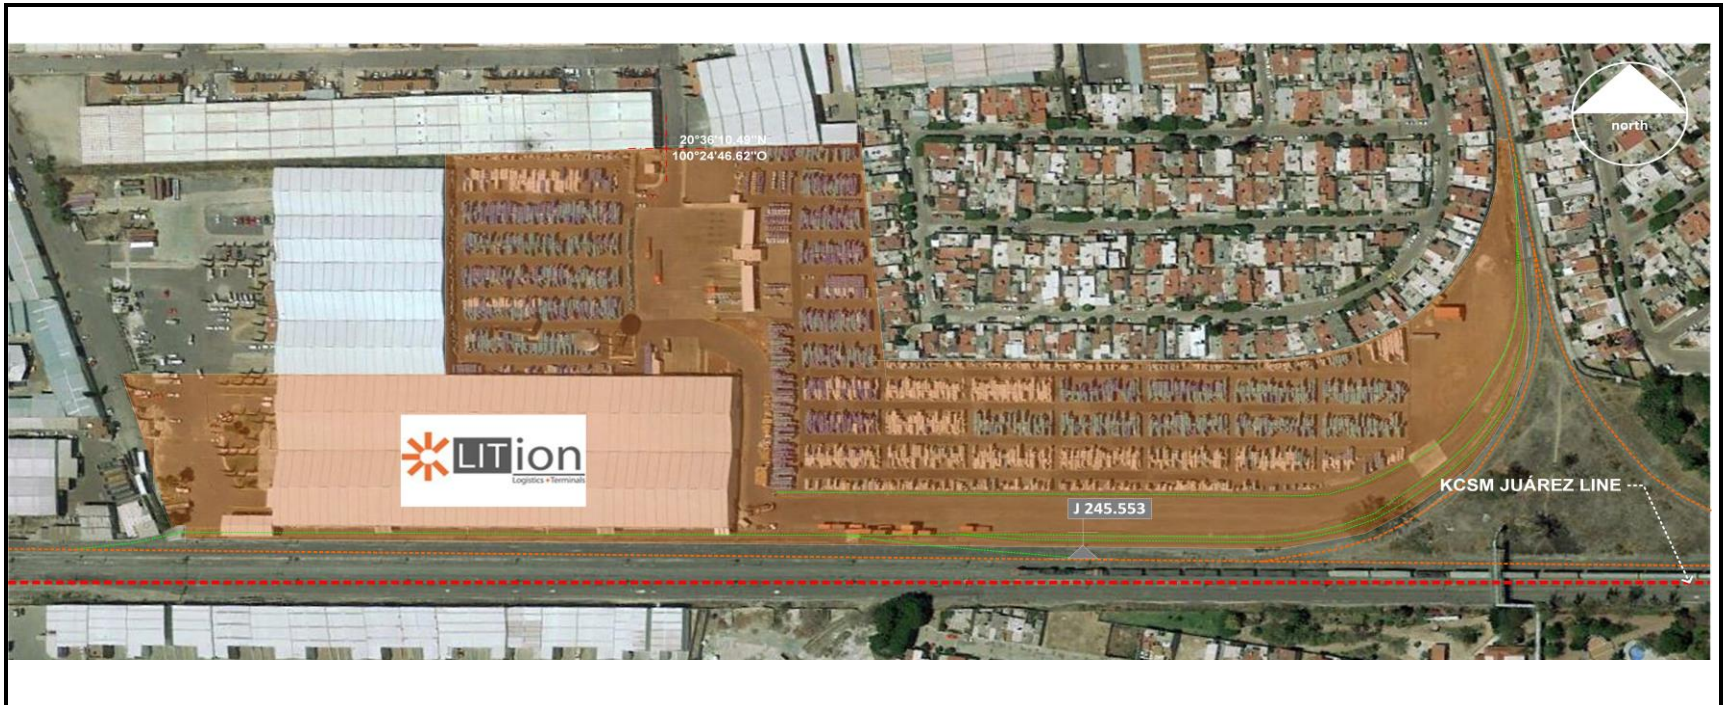 north
20°36'10.49"N
100°24'46.62"O
LITion
Logistics • Terminals
KCSM JUÁREZ LINE
J 245.553